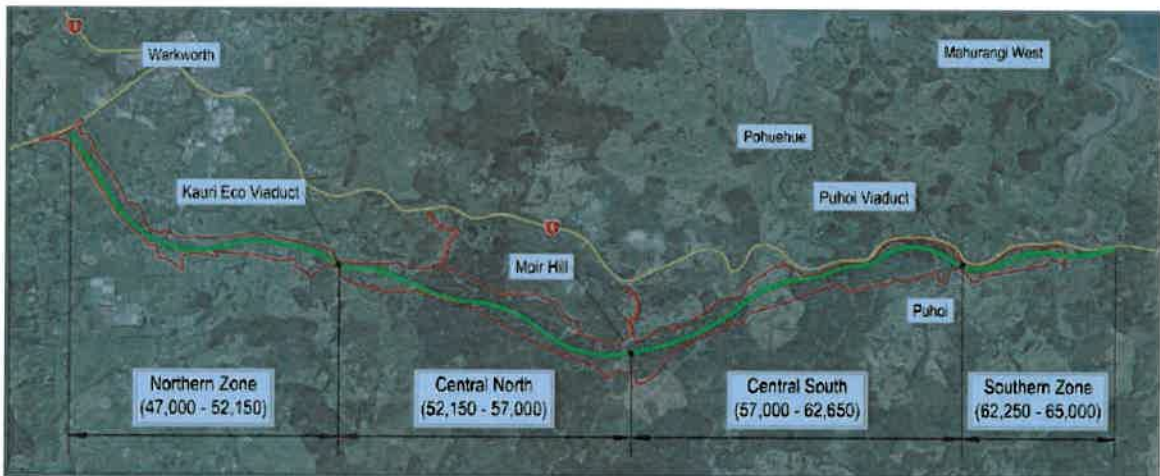 Warkworth
Mahurangi West
Pohuehue
Kauri Eco Viaduct
Puhoi Viaduct
Moir Hill
Puhoi
Northern Zone
(47,000 - 52,150)
Central North
(52,150 - 57,000)
Central South
(57,000 - 62,650)
Southern Zone
(62,250 - 65,000)